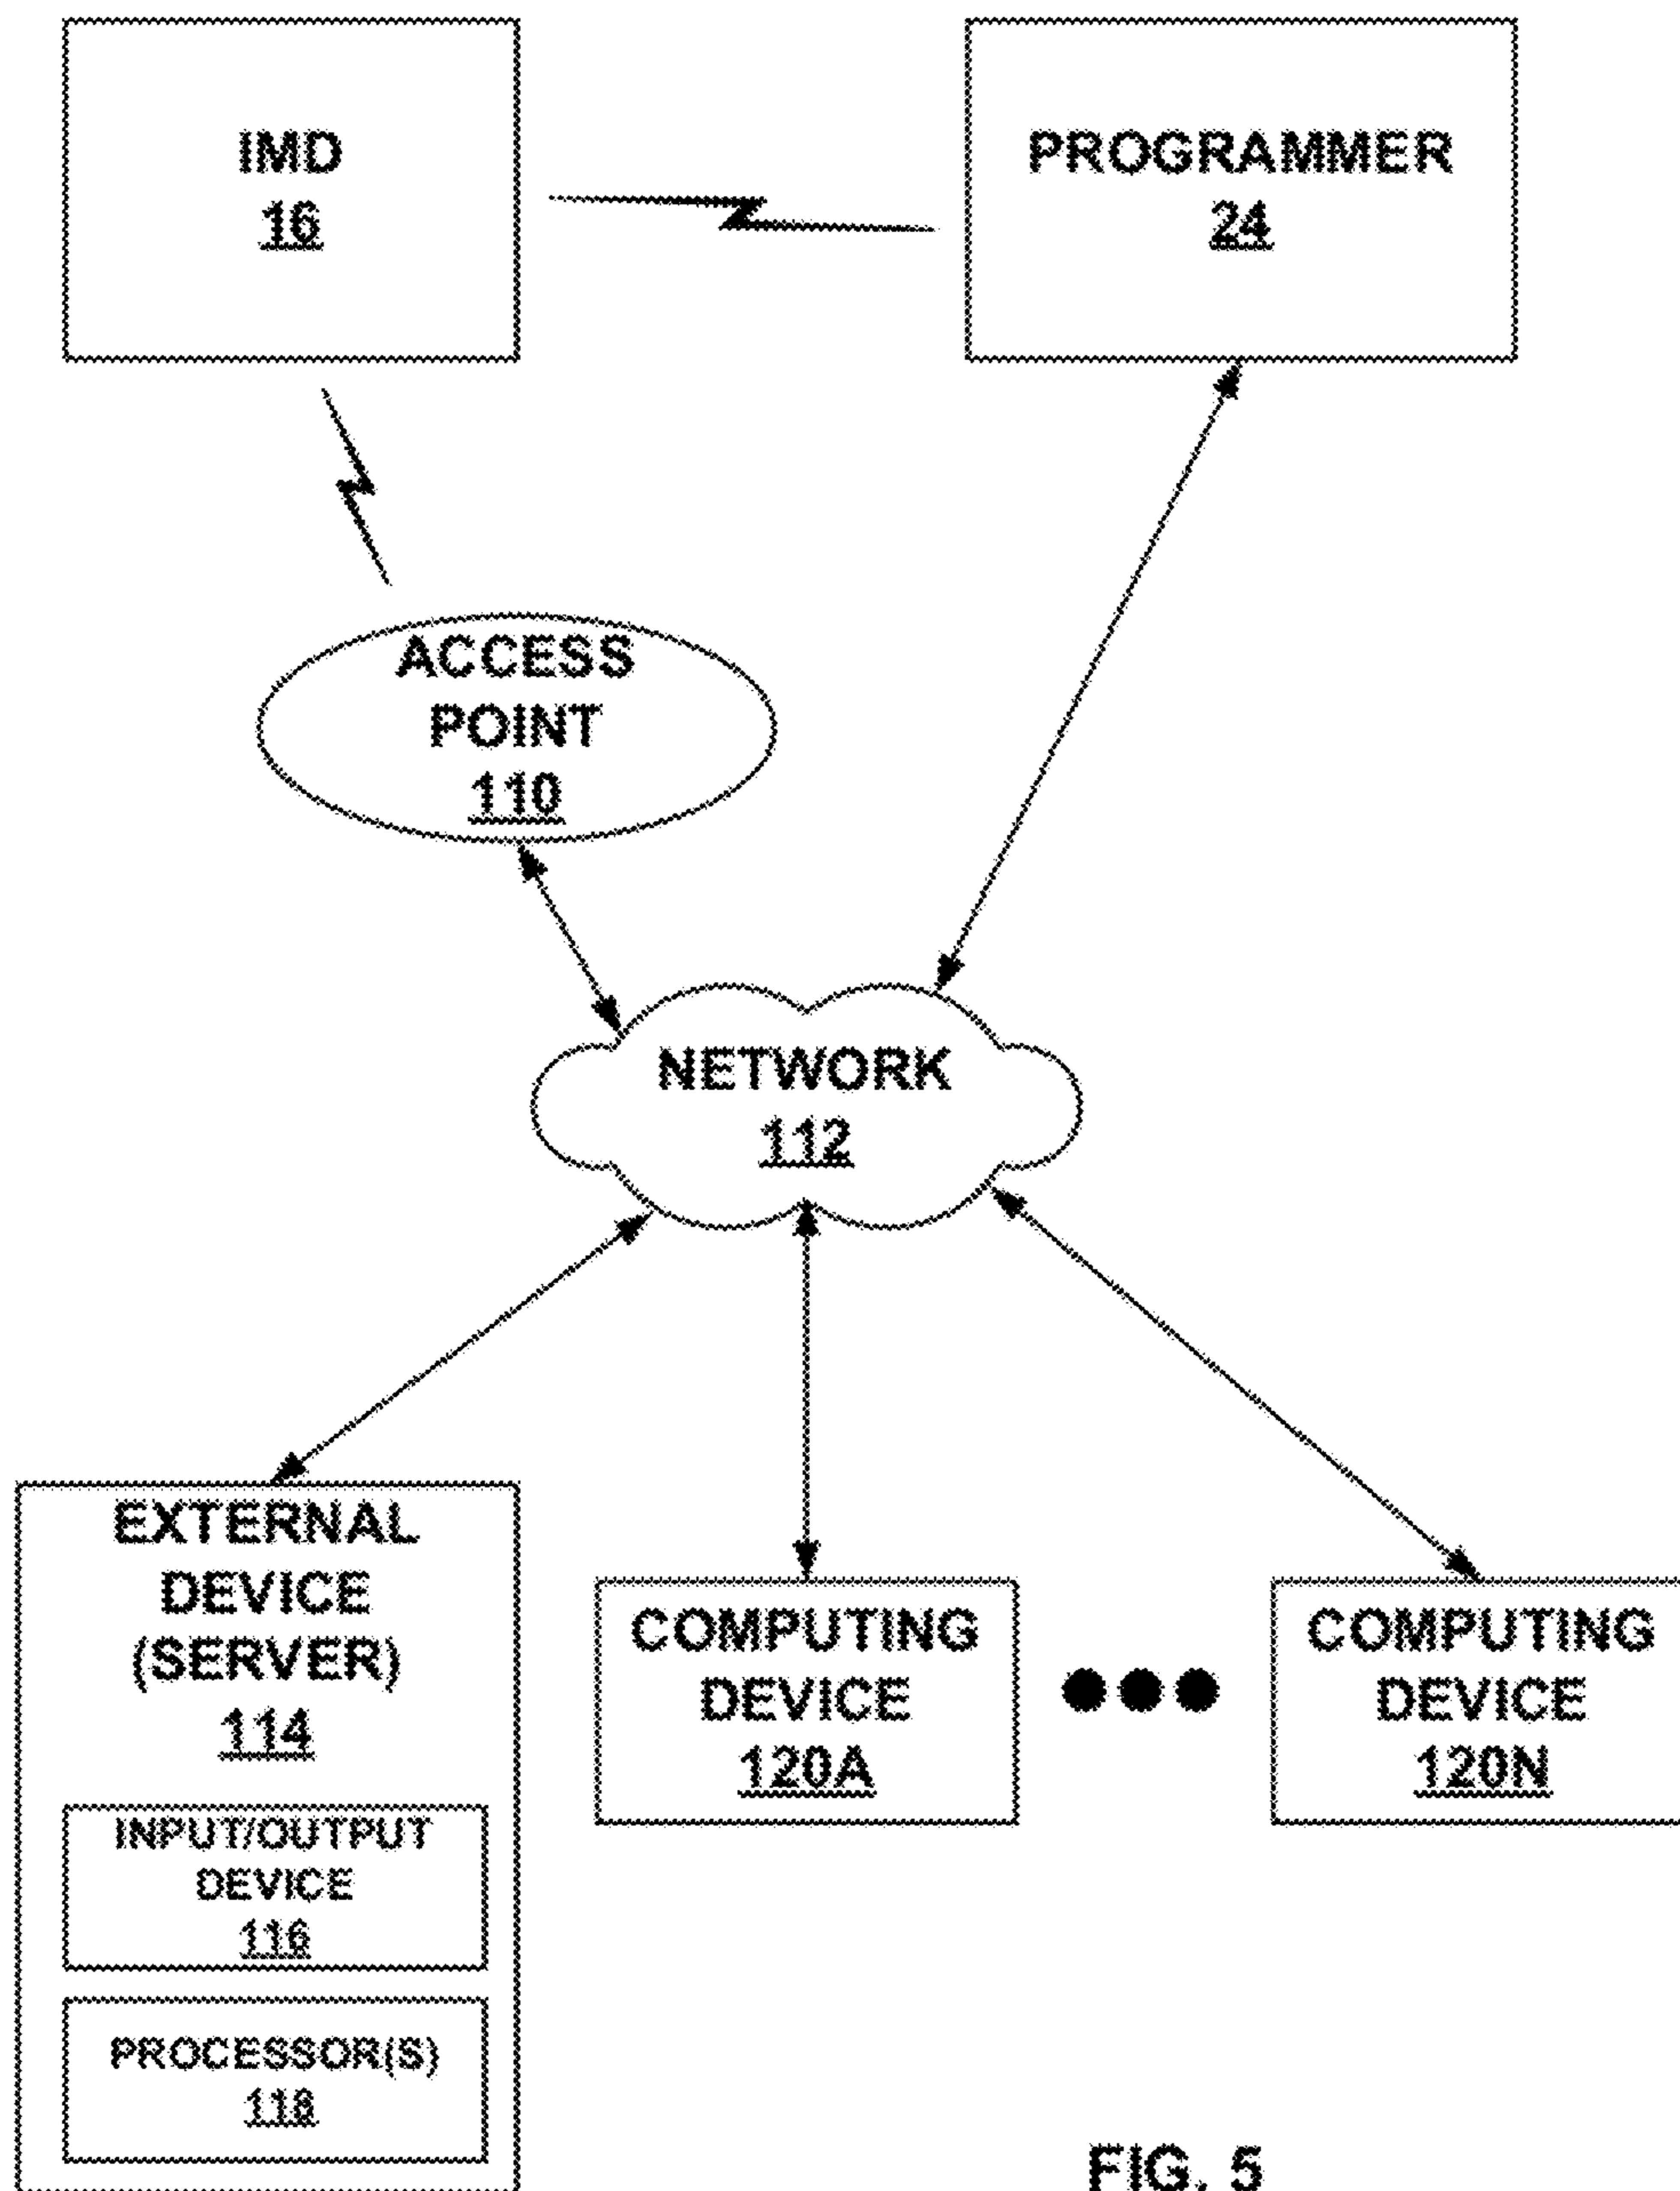 IMD
16
PROGRAMMER
24
ACCESS
POINT
110
NETWORK
112
EXTERNAL
DEVICE
(SERVER)
114
INPUT/OUTPUT
DEVICE
116
PROCESSOR(S)
118
COMPUTING
DEVICE
120A
COMPUTING
DEVICE
120N
FIG. 5